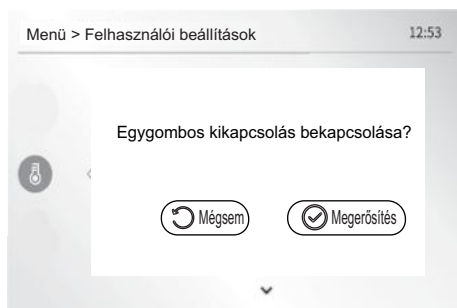 Menü > Felhasználói beállítások 12:53
Egygombos kikapcsolás bekapcsolása?
Mégsem Megerősítés